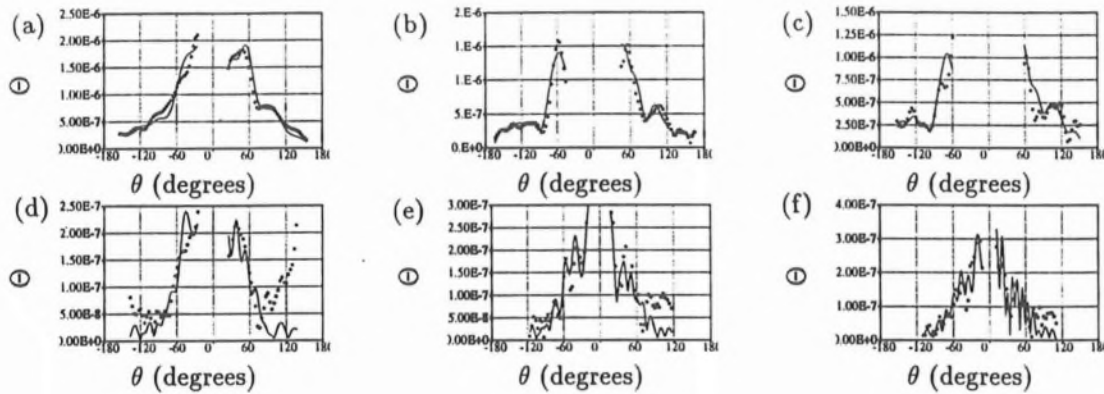 (a)
2.50E-6
2.00E-6
1.50E-6
1.00E-6
5.00E-7
0.00E+0
-180 -120 -60 0 60 120 180
Θ
θ (degrees)
(b)
2.E-6
1.E-6
1.E-6
5.E-7
0.E+0
-180 -120 -60 0 60 120 180
Θ
θ (degrees)
(c)
1.50E-6
1.25E-6
1.00E-6
7.50E-7
5.00E-7
2.50E-7
0.00E+0
-180 -120 -60 0 60 120 180
Θ
θ (degrees)
(d)
2.50E-7
2.00E-7
1.50E-7
1.00E-7
5.00E-8
0.00E+0
-180 -120 -60 0 60 120 180
Θ
θ (degrees)
(e)
3.00E-7
2.50E-7
2.00E-7
1.50E-7
1.00E-7
5.00E-8
0.00E+0
-180 -120 -60 0 60 120 180
Θ
θ (degrees)
(f)
4.00E-7
3.00E-7
2.00E-7
1.00E-7
0.00E+0
-180 -120 -60 0 60 120 180
Θ
θ (degrees)